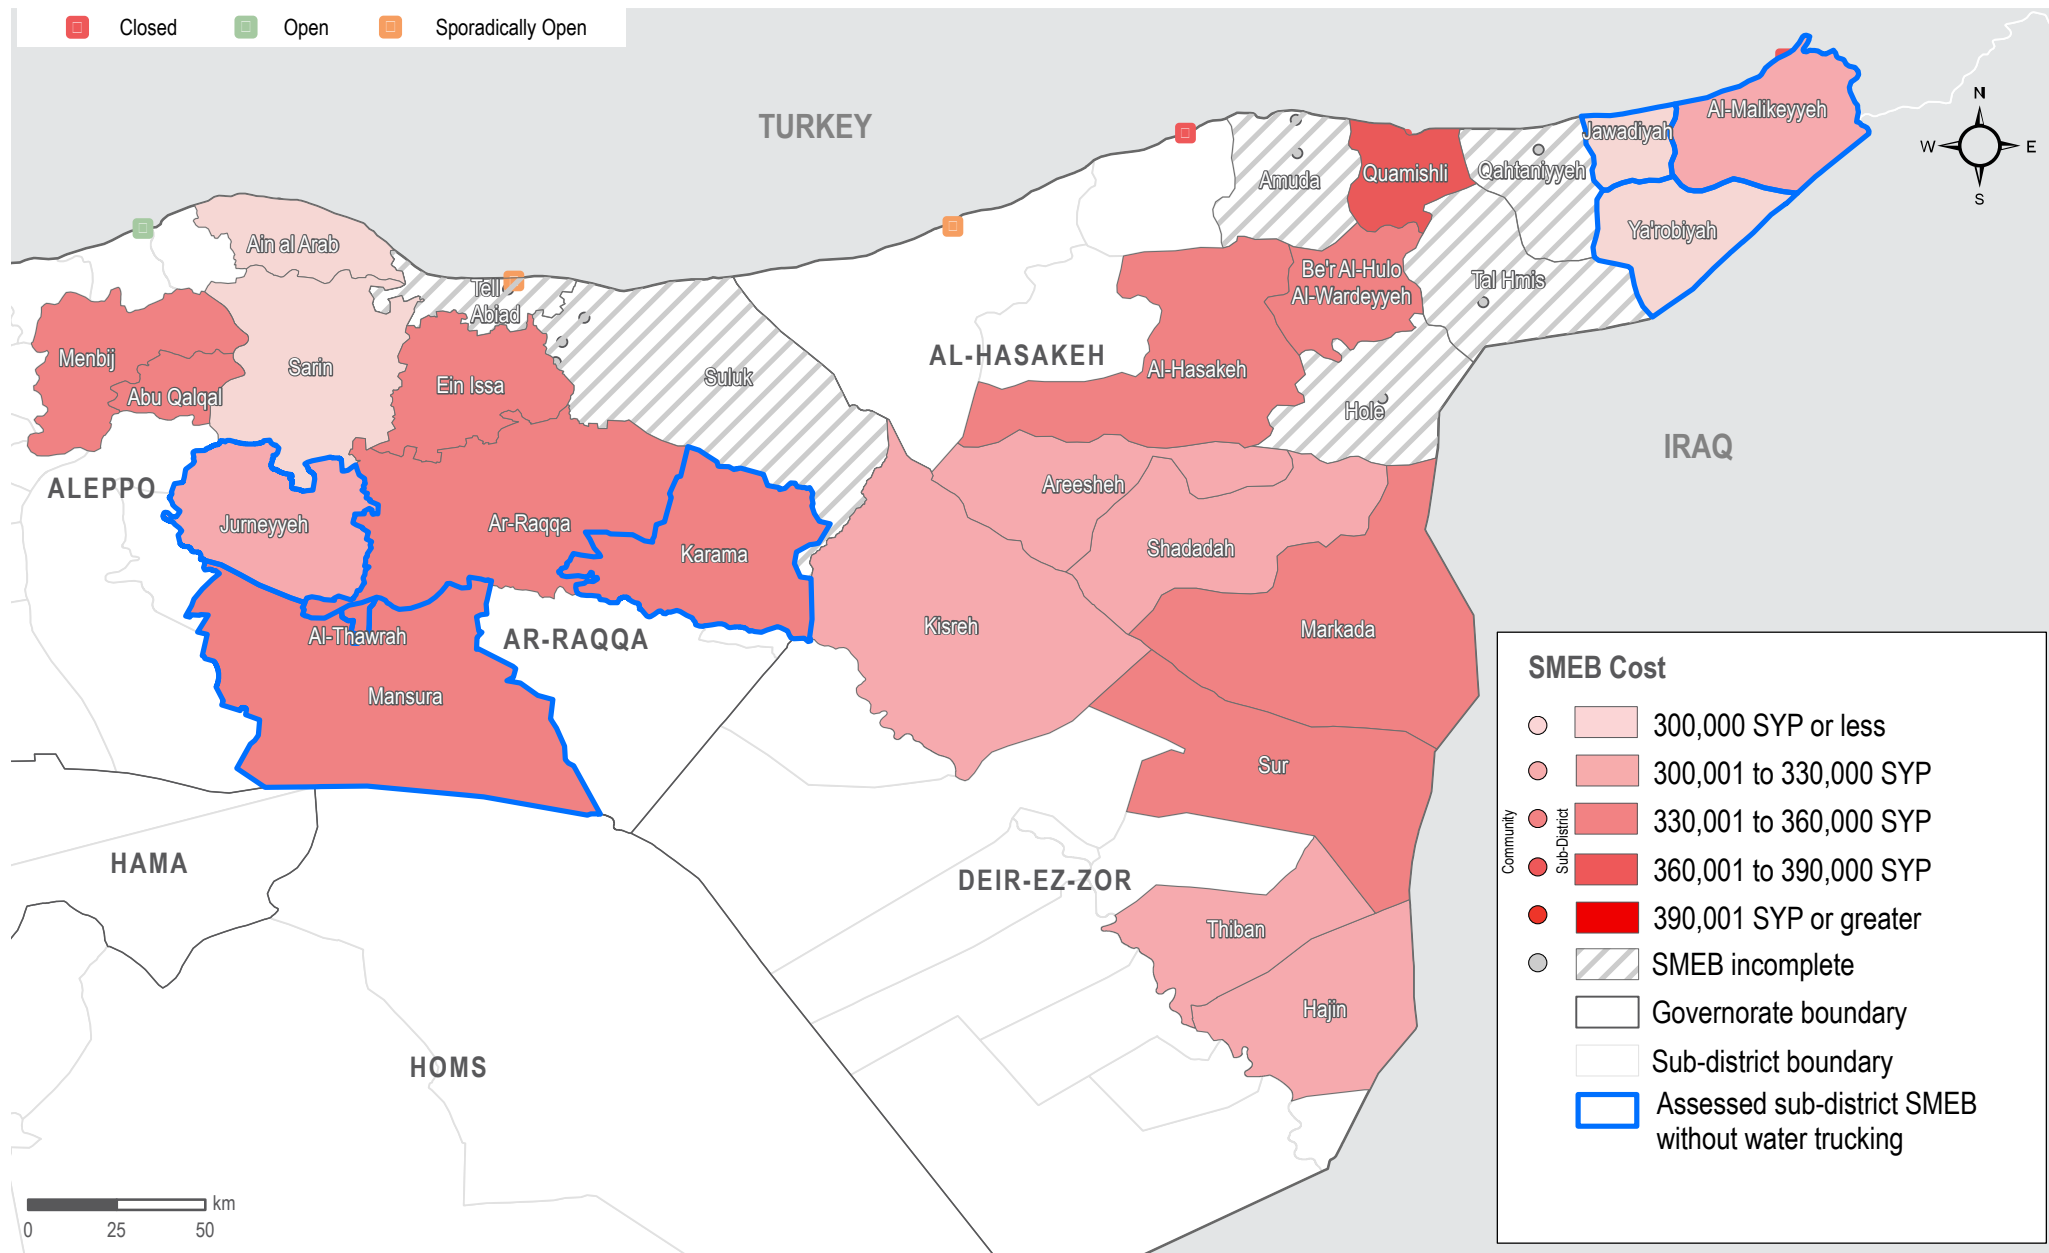 Closed
Open
Sporadically Open
TURKEY
N
W
E
S
Al-Malikeyyeh
Jawadiyah
Quamishli
Qahtaniyyeh
Amuda
Ya'robiyah
Ain al Arab
Be'r Al-Hulo
Al-Wardeyyeh
Tal Hmis
Tell
Abiad
AL-HASAKEH
Menbij
Sarin
Ein Issa
Suluk
Al-Hasakeh
Abu Qalqal
Hole
IRAQ
ALEPPO
Areesheh
Jurneyyeh
Ar-Raqqa
Karama
Shadadah
Kisreh
Markada
Al-Thawrah
AR-RAQQA
Mansura
Sur
HAMA
DEIR-EZ-ZOR
Thiban
Hajin
HOMS
SMEB Cost
300,000 SYP or less
300,001 to 330,000 SYP
330,001 to 360,000 SYP
360,001 to 390,000 SYP
390,001 SYP or greater
SMEB incomplete
Governorate boundary
Sub-district boundary
Assessed sub-district SMEB
without water trucking
Community
Sub-District
km
0 25 50